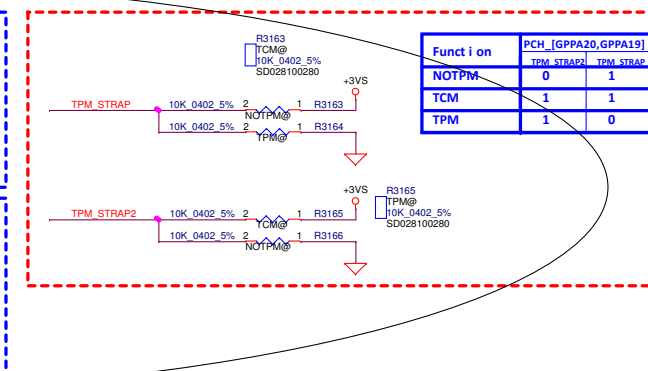 R3163
TCM@
10K_0402_5%
SD028100280
Funct i on PCH_[GPPA20,GPPA19]
TPM_STRAP2 TPM_STRAP
NOTPM 0 1
TCM 1 1
TPM 1 0
+3VS
TPM_STRAP 10K_0402_5% 2 1 R3163
NOTPM@
10K_0402_5% 2 1 R3164
TPM@
+3VS
R3165
TPM@
10K_0402_5%
SD028100280
TPM_STRAP2 10K_0402_5% 2 1 R3165
TCM@
10K_0402_5% 2 1 R3166
NOTPM@